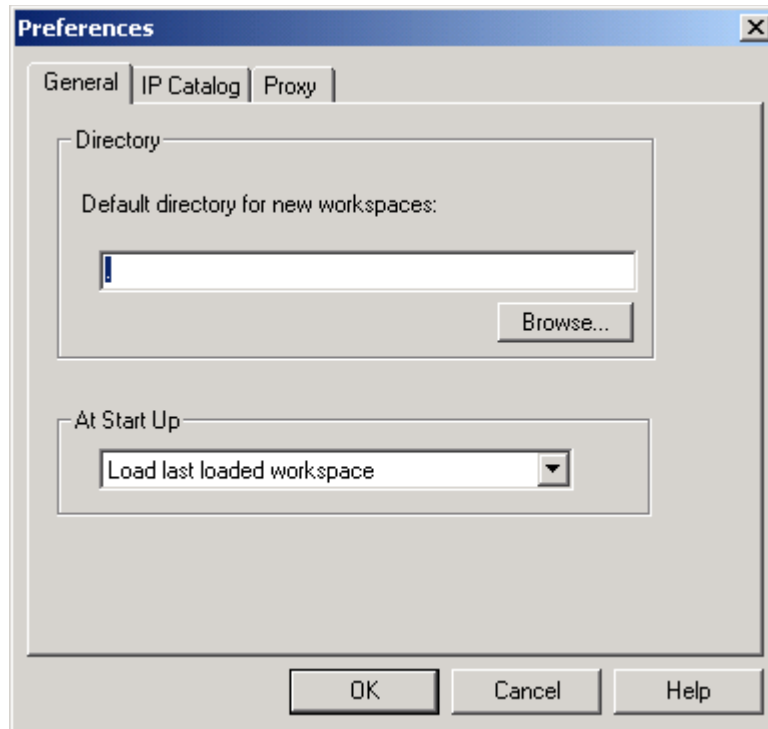 Preferences
General IP Catalog Proxy
Directory
Default directory for new workspaces:
.
Browse...
At Start Up
Load last loaded workspace
OK Cancel Help